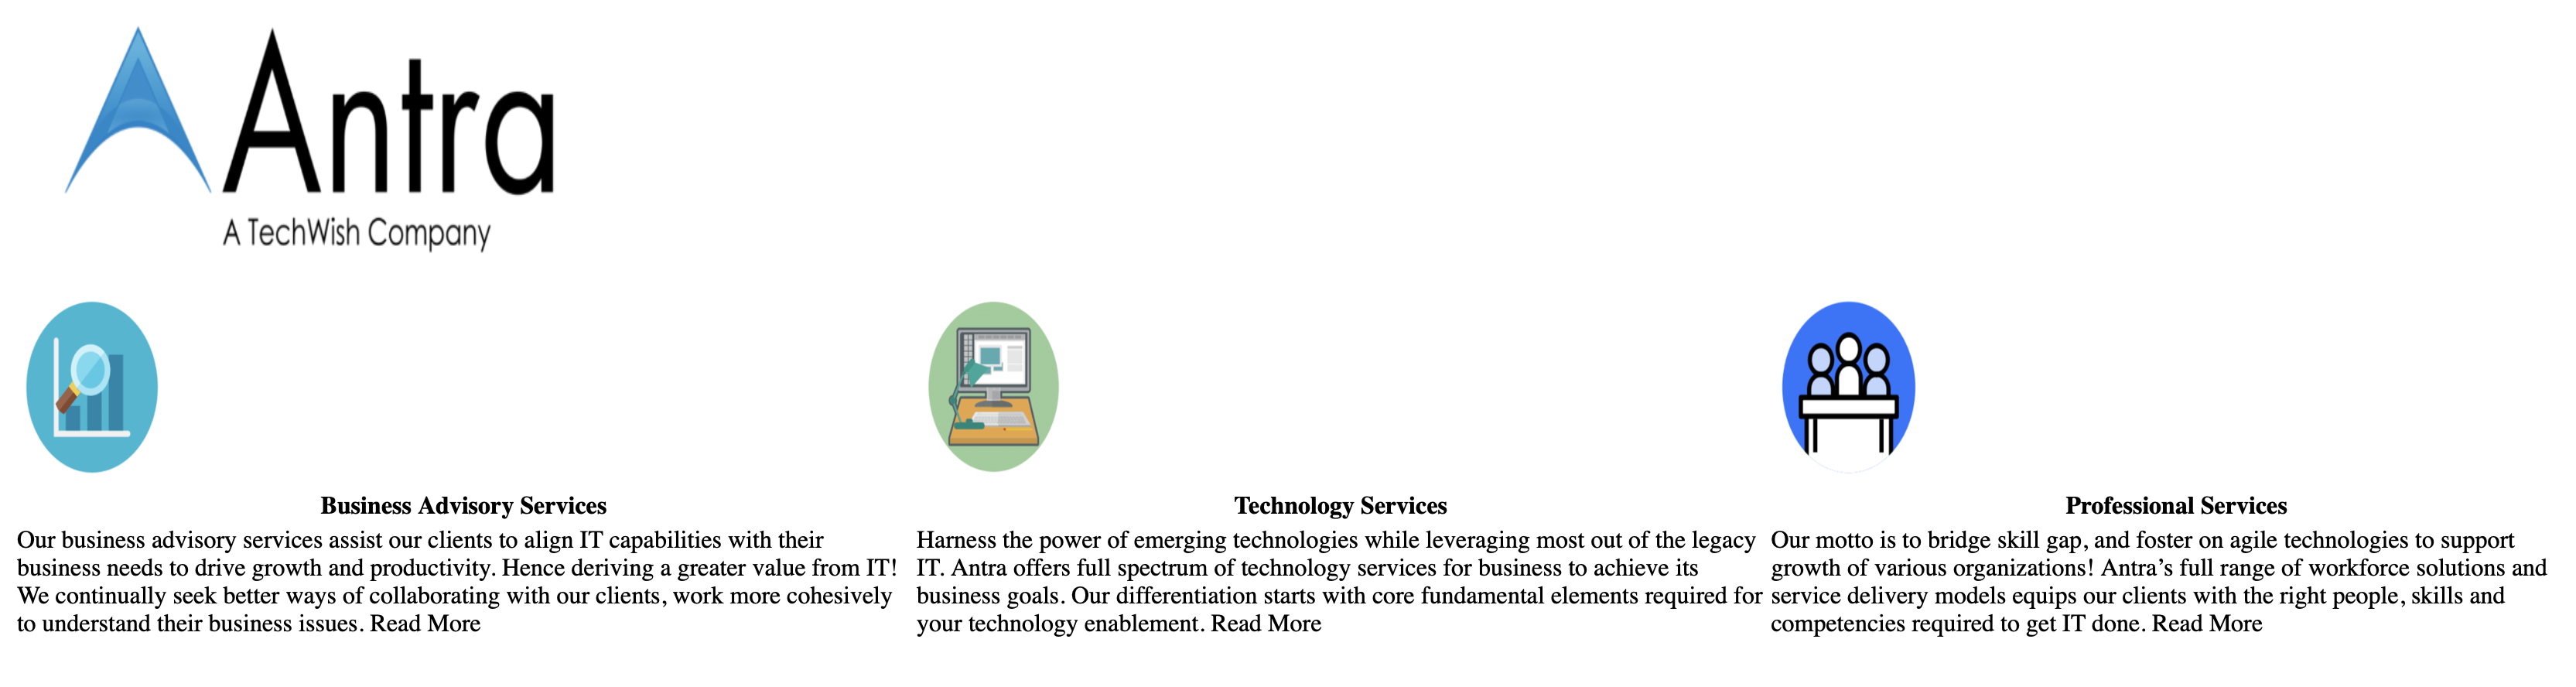 Antra
A TechWish Company
Business Advisory Services
Our business advisory services assist our clients to align IT capabilities with their
business needs to drive growth and productivity. Hence deriving a greater value from IT!
We continually seek better ways of collaborating with our clients, work more cohesively
to understand their business issues. Read More
Technology Services
Harness the power of emerging technologies while leveraging most out of the legacy
IT. Antra offers full spectrum of technology services for business to achieve its
business goals. Our differentiation starts with core fundamental elements required for
your technology enablement. Read More
Professional Services
Our motto is to bridge skill gap, and foster on agile technologies to support
growth of various organizations! Antra’s full range of workforce solutions and
service delivery models equips our clients with the right people, skills and
competencies required to get IT done. Read More